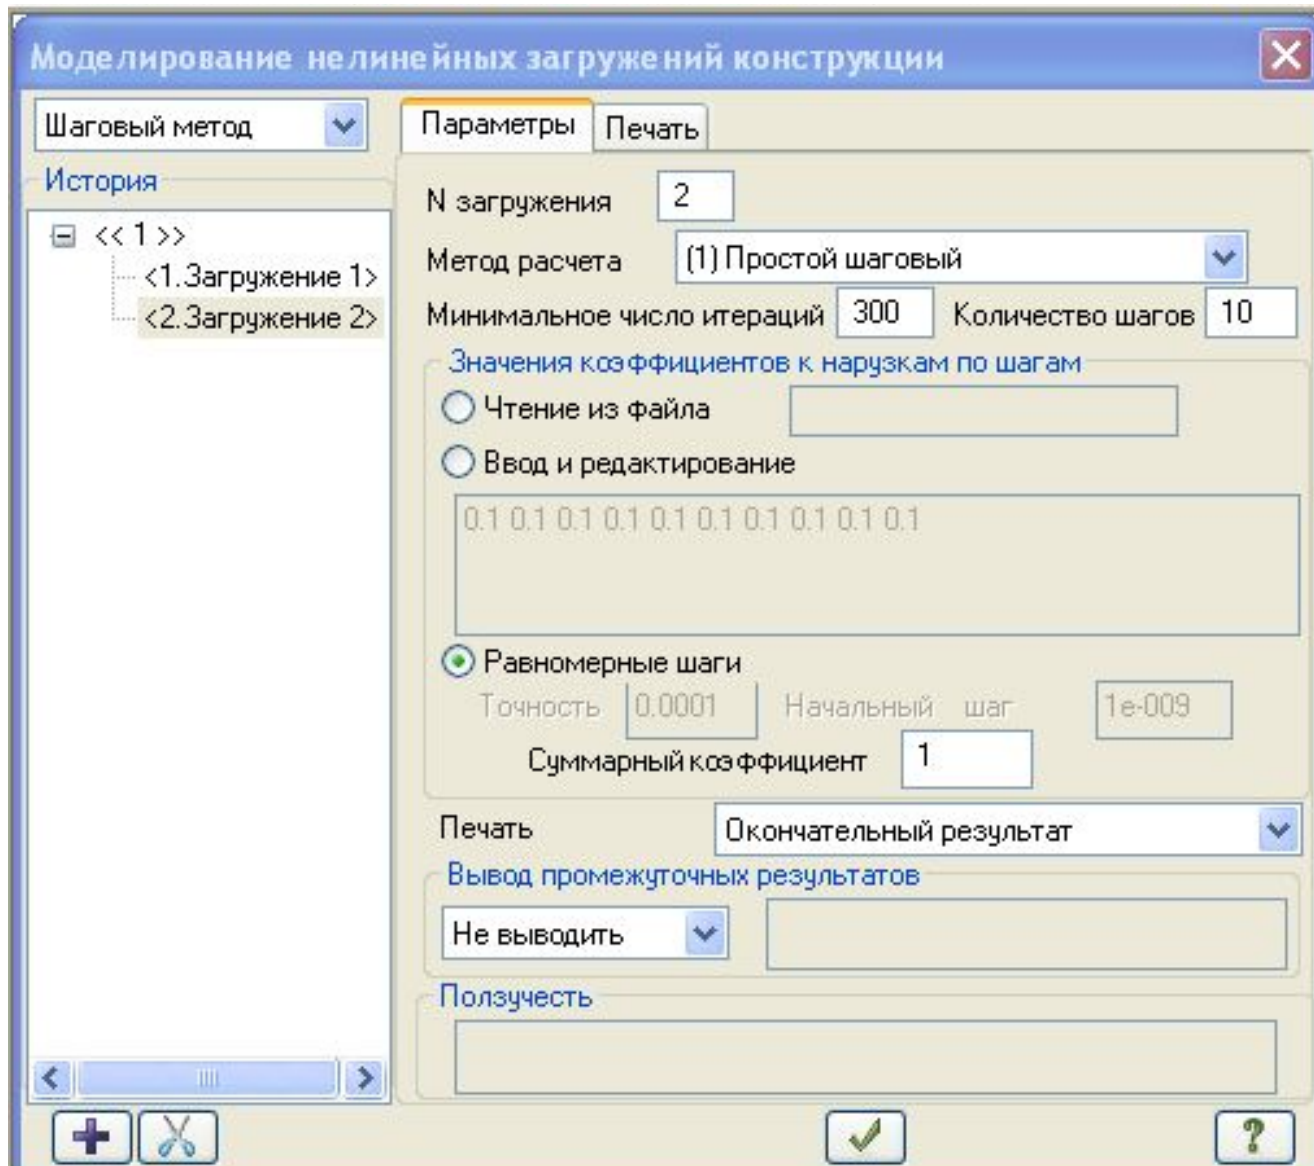 Моделирование нелинейных загружений конструкции
Шаговый метод
Параметры
Печать
История
<< 1 >>
<1.Загружение 1>
<2.Загружение 2>
N загружения 2
Метод расчета (1) Простой шаговый
Минимальное число итераций 300 Количество шагов 10
Значения коэффициентов к нарузкам по шагам
Чтение из файла
Ввод и редактирование
0.1 0.1 0.1 0.1 0.1 0.1 0.1 0.1 0.1 0.1
Равномерные шаги
Точность 0.0001 Начальный шаг 1e-009
Суммарный коэффициент 1
Печать Окончательный результат
Вывод промежуточных результатов
Не выводить
Ползучесть
?